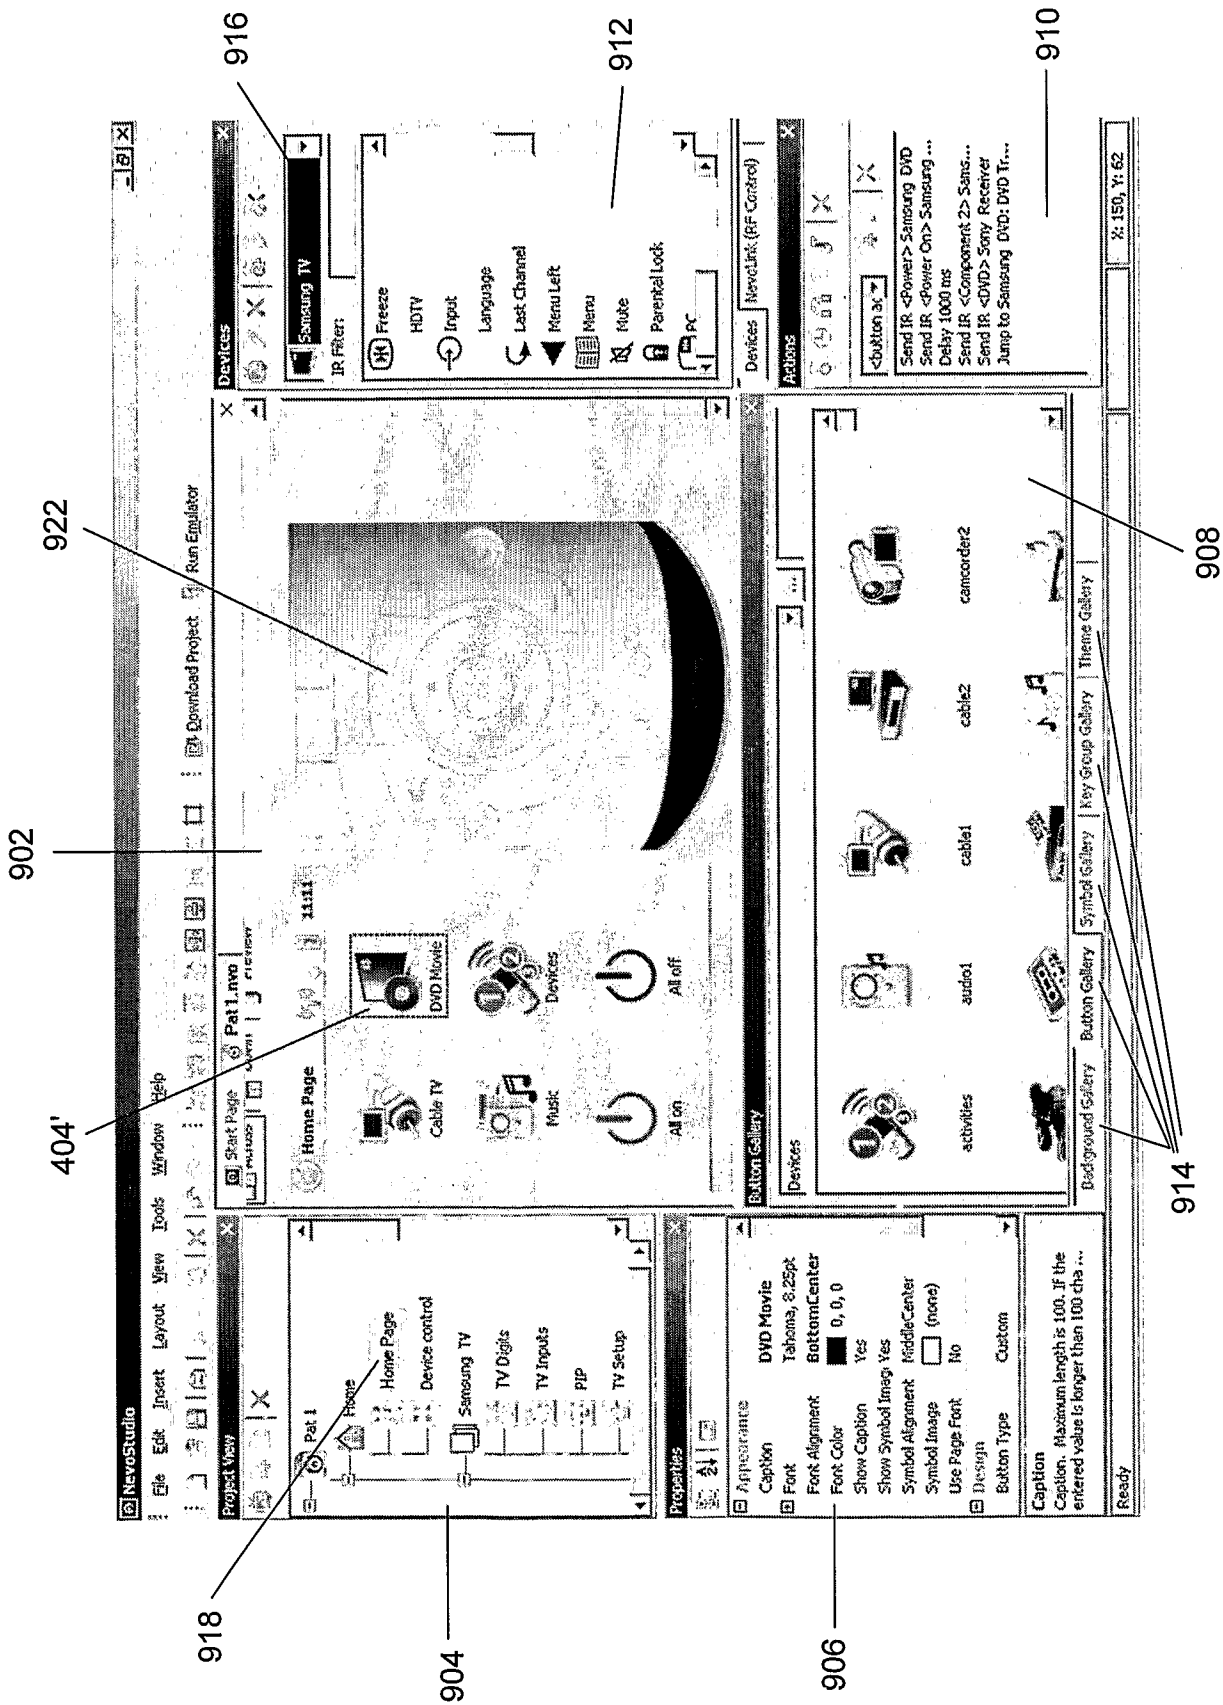 NevoStudio
File Edit Insert Layout View Tools Window Help
Download Project Run Emulator
Project View
Pat 1
Home
Home Page
Device control
Samsung TV
TV Digits
TV Inputs
PIP
TV Setup
Properties
Appearance
Caption DVD Movie
Font Tahoma, 8.25pt
Font Alignment BottomCenter
Font Color 0, 0, 0
Show Caption Yes
Show Symbol Imag Yes
Symbol Alignment MiddleCenter
Symbol Image (none)
Use Page Font No
Design
Button Type Custom
Caption
Caption. Maximum length is 100. If the
entered value is longer than 100 cha ...
Ready
Start Page Pat1.nvo
Home Page 11:11
Cable TV DVD Movie
Music Devices
All on All off
Button Gallery
Devices
activities audio1 cable1 cable2 camcorder2
Background Gallery Button Gallery Symbol Gallery Key Group Gallery Theme Gallery
Devices
Samsung TV
IR Filter:
Freeze
HDTV
Input
Language
Last Channel
Menu Left
Menu
Mute
Parental Lock
PC
Devices NevoLink (RF Control)
Actions
<button ac
Send IR <Power> Samsung DVD
Send IR <Power On> Samsung ...
Delay 1000 ms
Send IR <Component 2> Sams...
Send IR <DVD> Sony Receiver
Jump to Samsung DVD: DVD Tr...
X: 150, Y: 62
916
912
910
922
902
404'
908
914
918
904
906